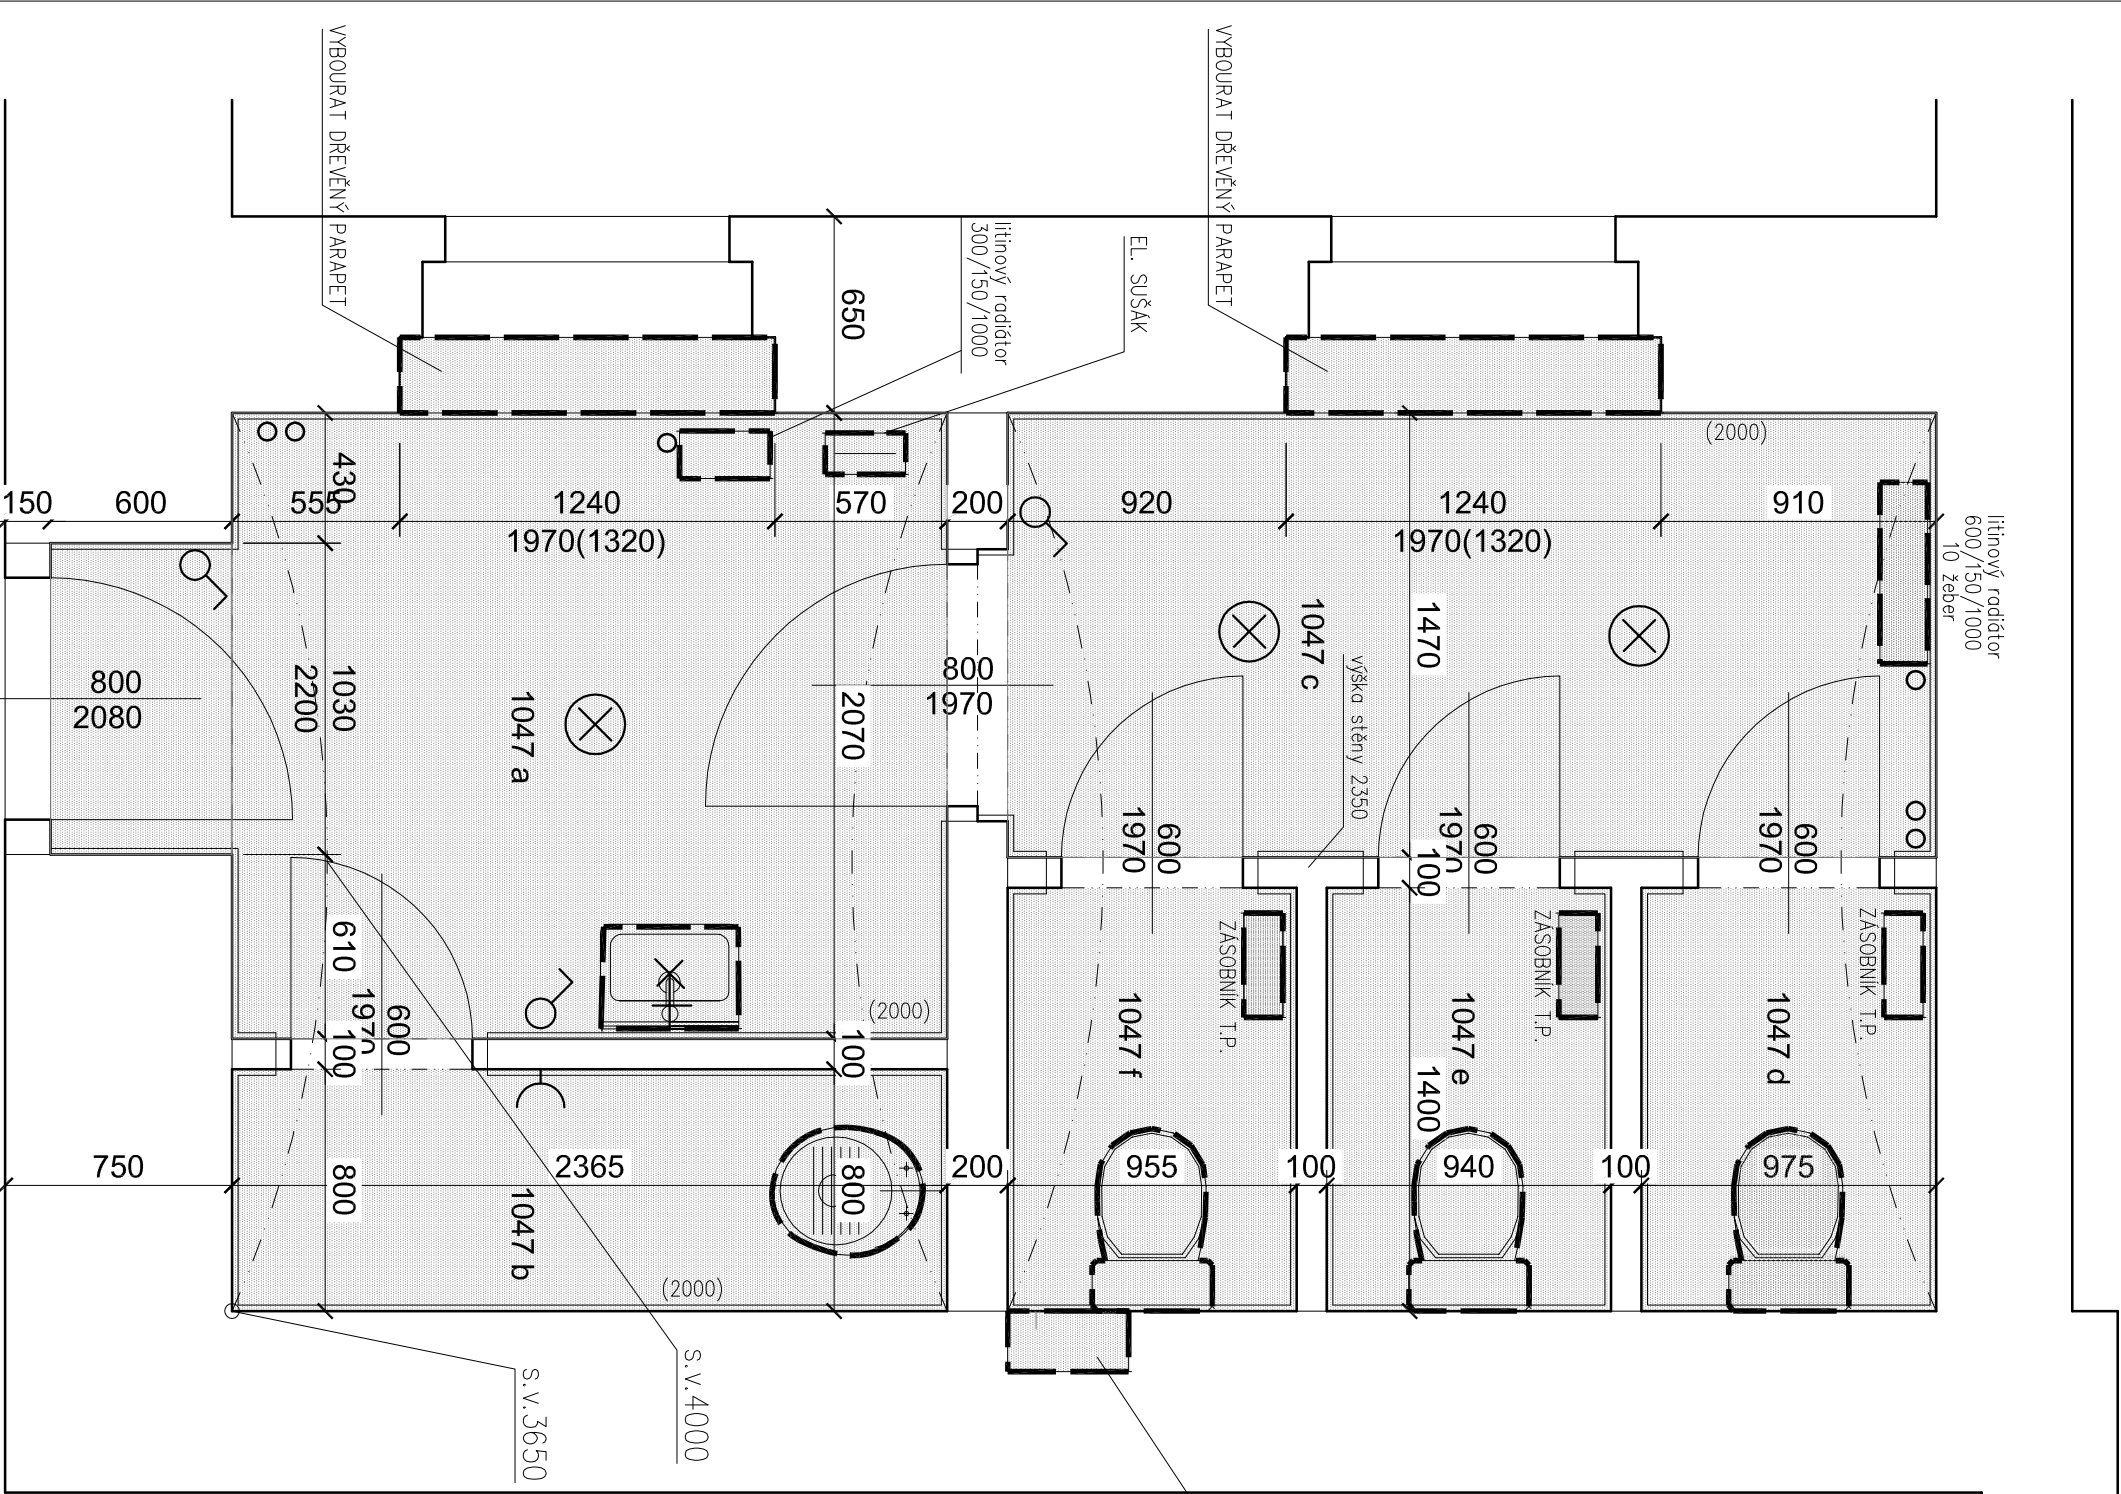 VYBOURAT DŘEVĚNÝ PARAPET
VYBOURAT DŘEVĚNÝ PARAPET
650
litinový radiátor
300/150/1000
EL. SUŠÁK
(2000)
430
150
600
555
1240
1970(1320)
570
200
920
1240
1970(1320)
910
litinový radiátor
600/150/1000
10 žeber
800
2080
1030
2200
1047 a
2070
800
1970
1047 c
1470
výška stěny 2350
600
1970
600
1970
600
1970
100
610
600
1970
100
(2000)
100
ZÁSOBNÍK T.P.
ZÁSOBNÍK T.P.
ZÁSOBNÍK T.P.
1047 f
1047 e
1047 d
1400
750
800
2365
1047 b
800
200
955
100
940
100
975
(2000)
S.V.3650
S.V.4000